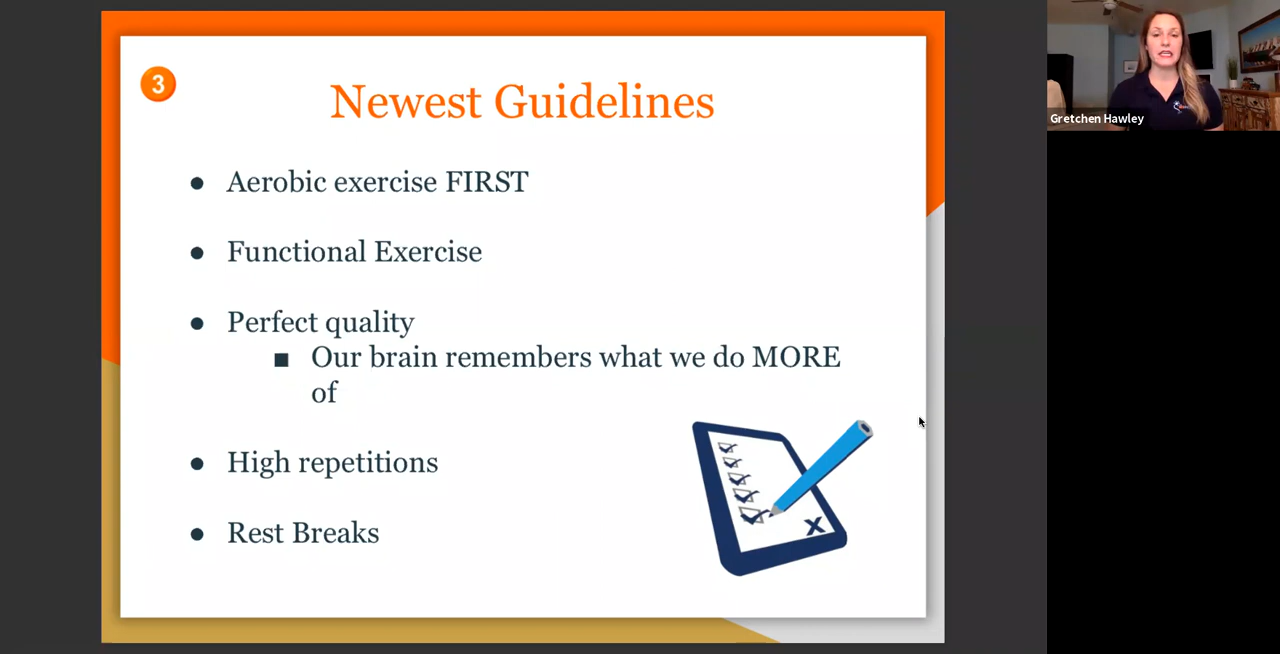 3
Newest Guidelines
● Aerobic exercise FIRST
● Functional Exercise
● Perfect quality
■ Our brain remembers what we do MORE
of
● High repetitions
● Rest Breaks
Gretchen Hawley